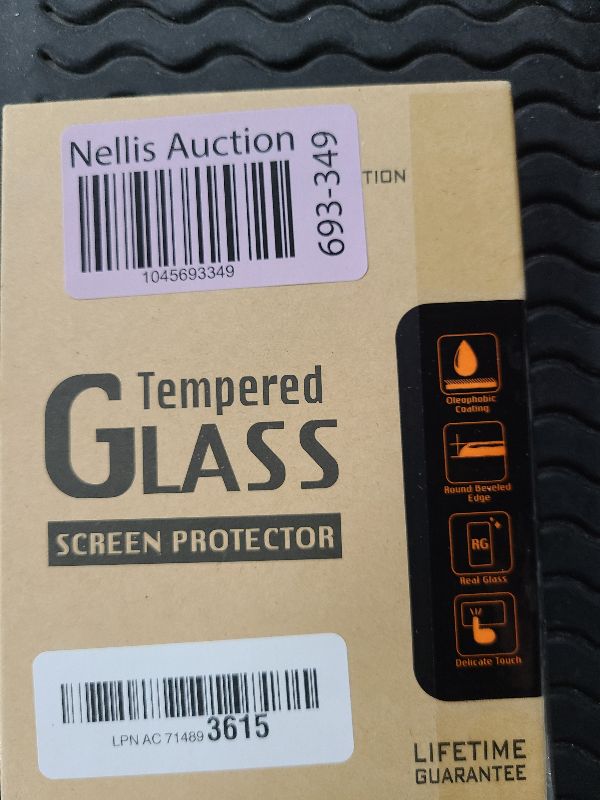 Nellis Auction
1045693349
693-349
TION
Tempered
GLASS
SCREEN PROTECTOR
Oleophobic
Coating
Round Beveled
Edge
RG
Real Glass
Delicate Touch
LPN AC 71489 3615
LIFETIME
GUARANTEE